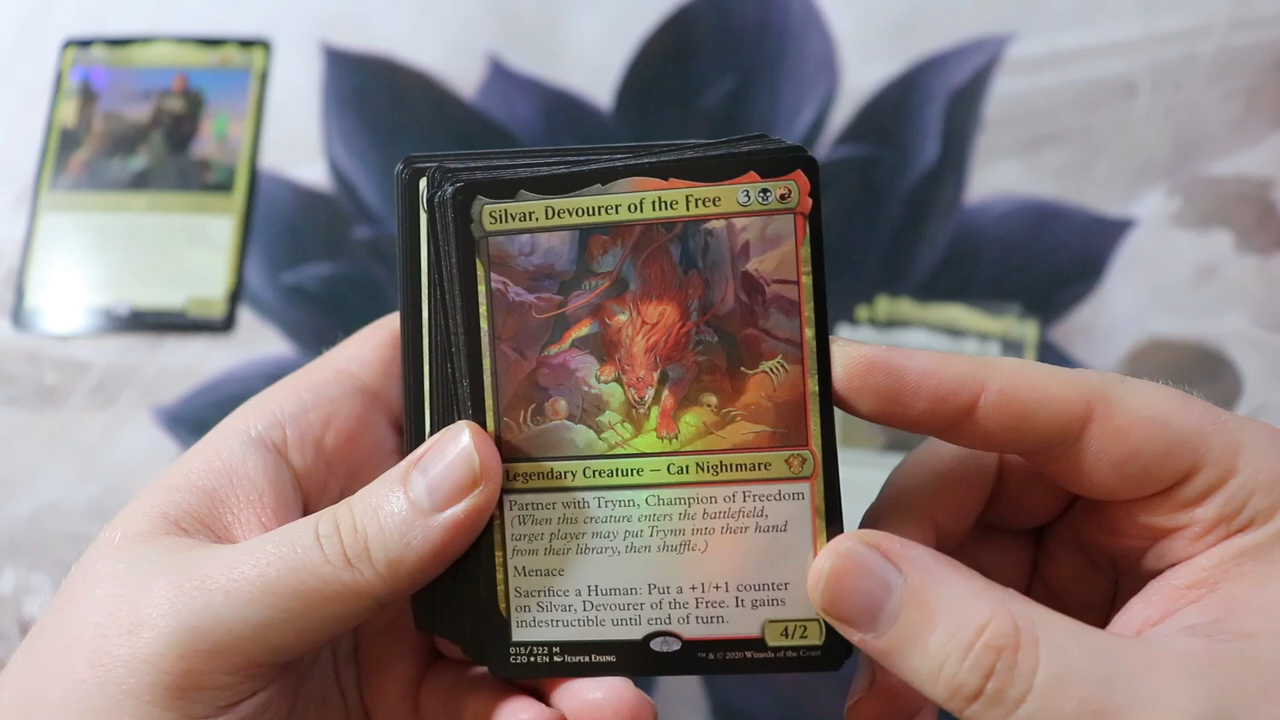 Silvar, Devourer of the Free 3
Legendary Creature — Cat Nightmare
Partner with Trynn, Champion of Freedom
(When this creature enters the battlefield,
target player may put Trynn into their hand
from their library, then shuffle.)
Menace
Sacrifice a Human: Put a +1/+1 counter
on Silvar, Devourer of the Free. It gains
indestructible until end of turn.
4/2
015/322 M
C20 ★ EN Jesper Ejsing
™ & © 2020 Wizards of the Coast